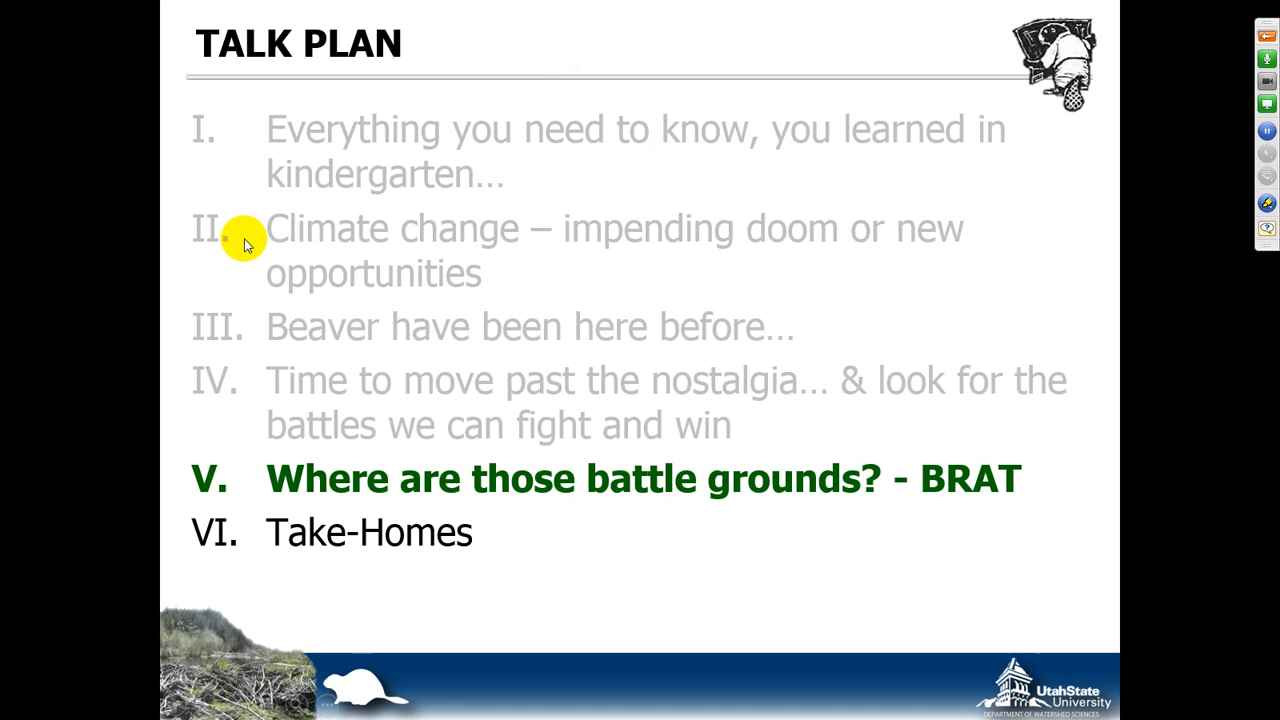 TALK PLAN
I. Everything you need to know, you learned in
kindergarten…
II. Climate change – impending doom or new
opportunities
III. Beaver have been here before…
IV. Time to move past the nostalgia… & look for the
battles we can fight and win
V. Where are those battle grounds? - BRAT
VI. Take-Homes
UtahState
University
DEPARTMENT OF WATERSHED SCIENCES